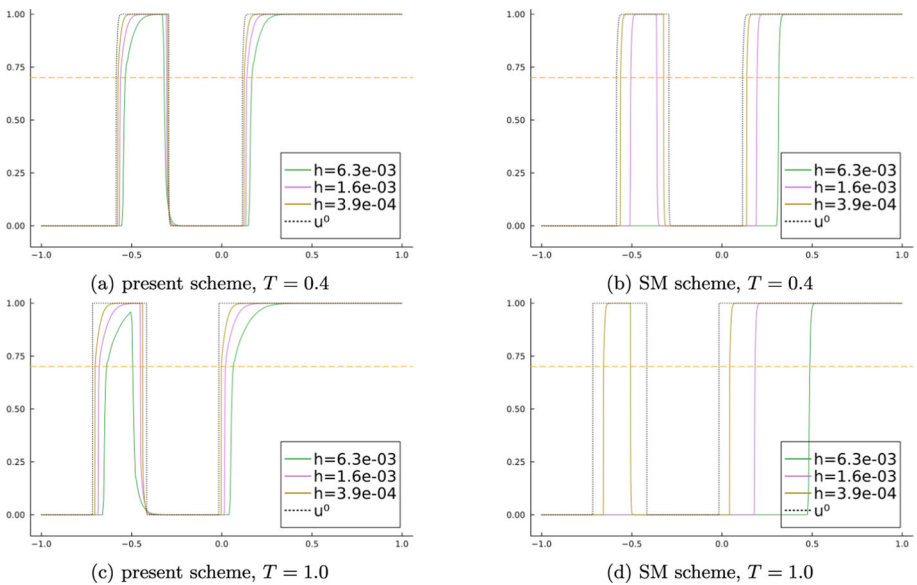 1.00
0.75
0.50
0.25
0.00
h=6.3e-03
h=1.6e-03
h=3.9e-04
u⁰
−1.0 −0.5 0.0 0.5 1.0
(a) present scheme, T = 0.4
1.00
0.75
0.50
0.25
0.00
h=6.3e-03
h=1.6e-03
h=3.9e-04
u⁰
−1.0 −0.5 0.0 0.5 1.0
(b) SM scheme, T = 0.4
1.00
0.75
0.50
0.25
0.00
h=6.3e-03
h=1.6e-03
h=3.9e-04
u⁰
−1.0 −0.5 0.0 0.5 1.0
(c) present scheme, T = 1.0
1.00
0.75
0.50
0.25
0.00
h=6.3e-03
h=1.6e-03
h=3.9e-04
u⁰
−1.0 −0.5 0.0 0.5 1.0
(d) SM scheme, T = 1.0